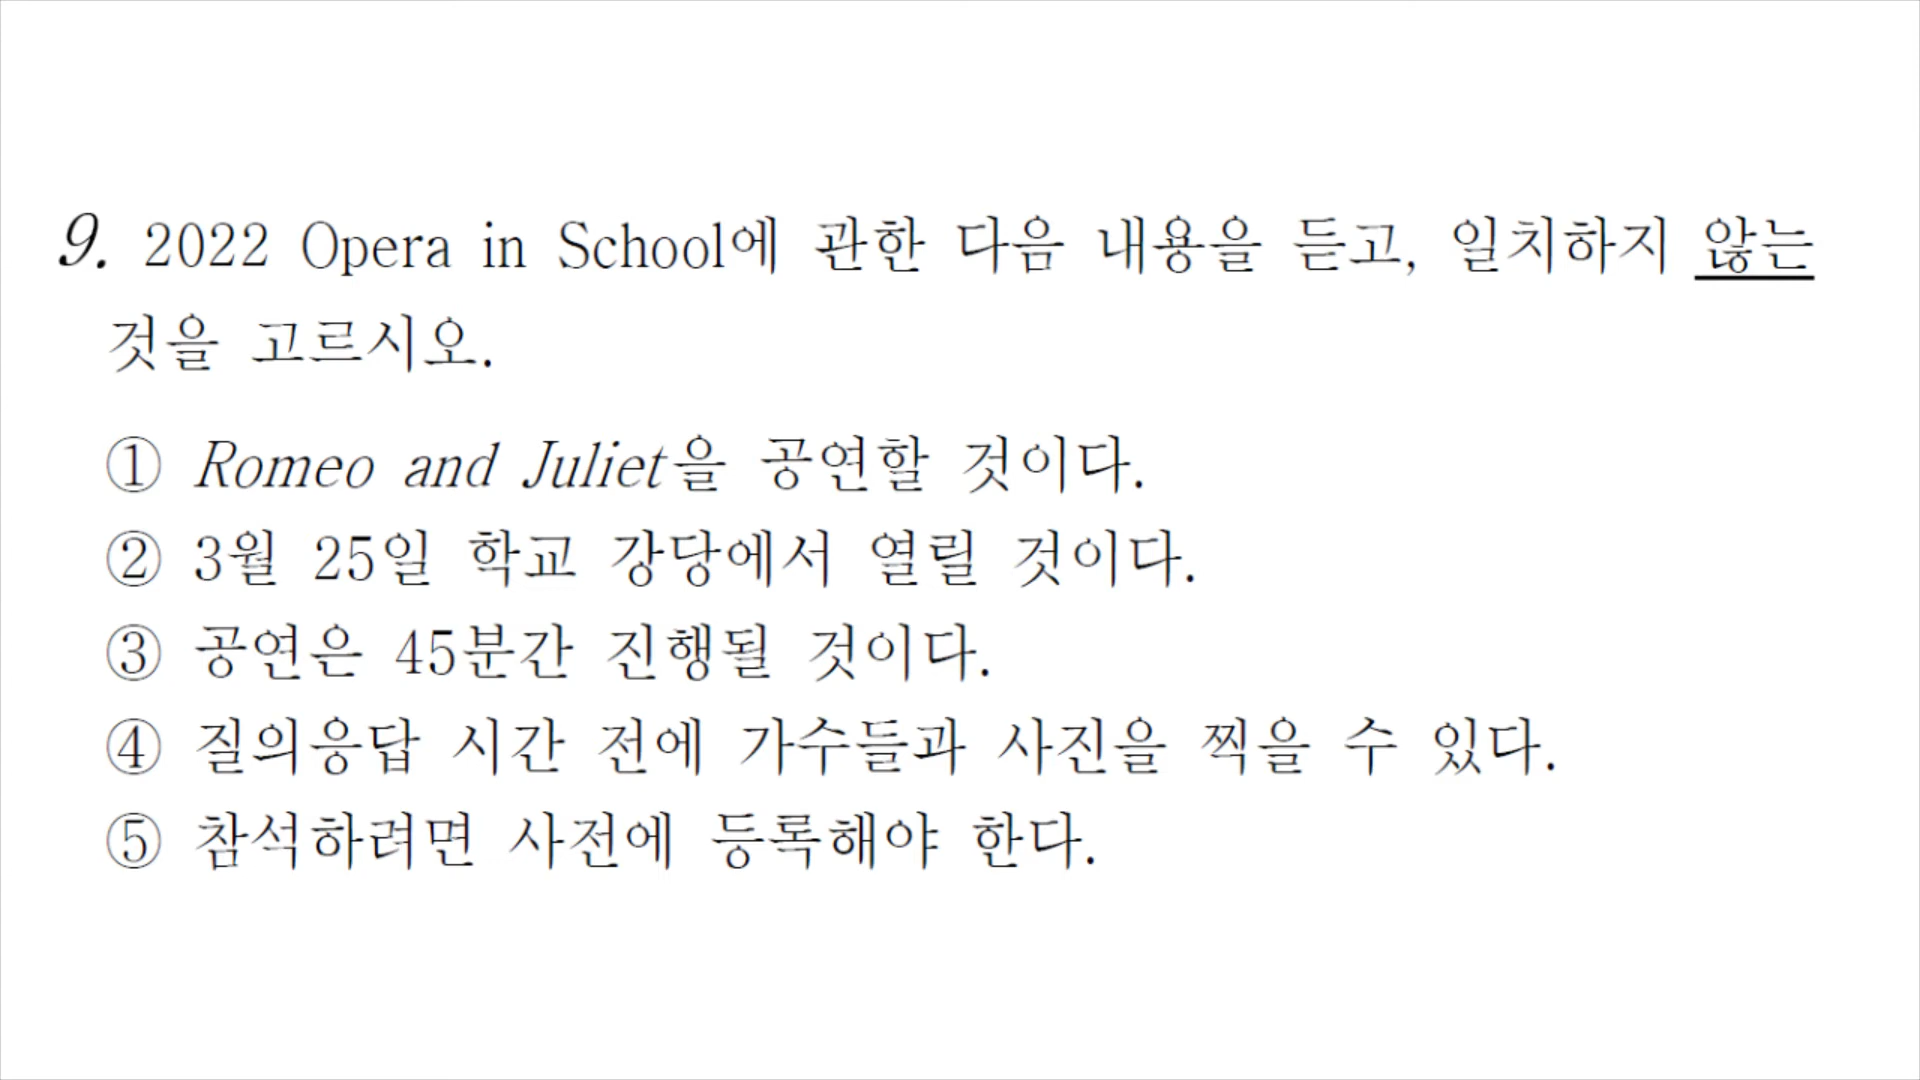 9. 2022 Opera in School에 관한 다음 내용을 듣고, 일치하지 않는
것을 고르시오.
① Romeo and Juliet을 공연할 것이다.
② 3월 25일 학교 강당에서 열릴 것이다.
③ 공연은 45분간 진행될 것이다.
④ 질의응답 시간 전에 가수들과 사진을 찍을 수 있다.
⑤ 참석하려면 사전에 등록해야 한다.